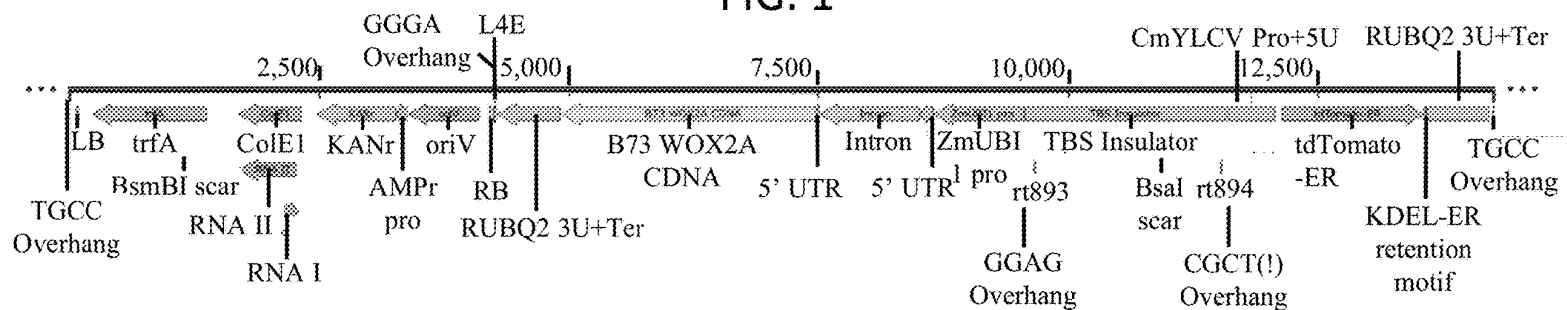 FIG. 1
GGGA Overhang
L4E
CmYLCV Pro+5U
RUBQ2 3U+Ter
2,500
5,000
7,500
10,000
12,500
LB
trfA
ColE1
KANr
oriV
B73 WOX2A CDNA
Intron
ZmUBI
1 pro
TBS Insulator
tdTomato
-ER
TGCC
Overhang
BsmBI scar
AMPr
pro
RB
5' UTR
5' UTR
rt893
BsaI
scar
rt894
TGCC
Overhang
RNA II
RUBQ2 3U+Ter
KDEL-ER
retention
motif
RNA I
GGAG
Overhang
CGCT(!)
Overhang